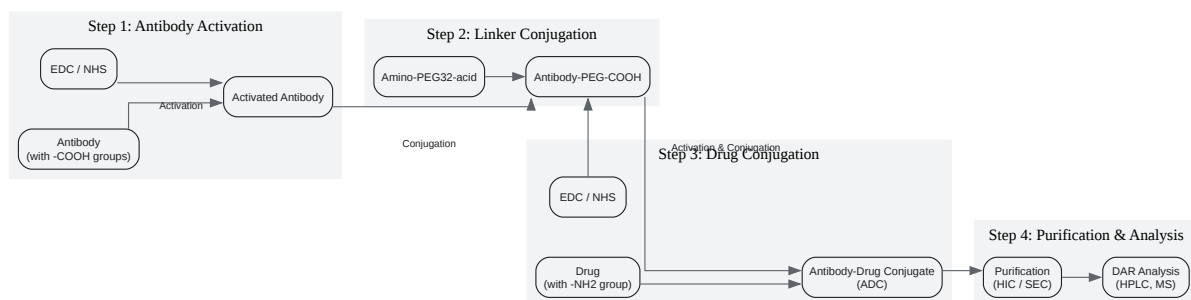 Step 1: Antibody Activation
EDC / NHS
Activated Antibody
Activation
Antibody
(with -COOH groups)
Step 2: Linker Conjugation
Amino-PEG32-acid
Antibody-PEG-COOH
Conjugation
Activation & Conjugation
Step 3: Drug Conjugation
EDC / NHS
Drug
(with -NH2 group)
Antibody-Drug Conjugate
(ADC)
Step 4: Purification & Analysis
Purification
(HIC / SEC)
DAR Analysis
(HPLC, MS)